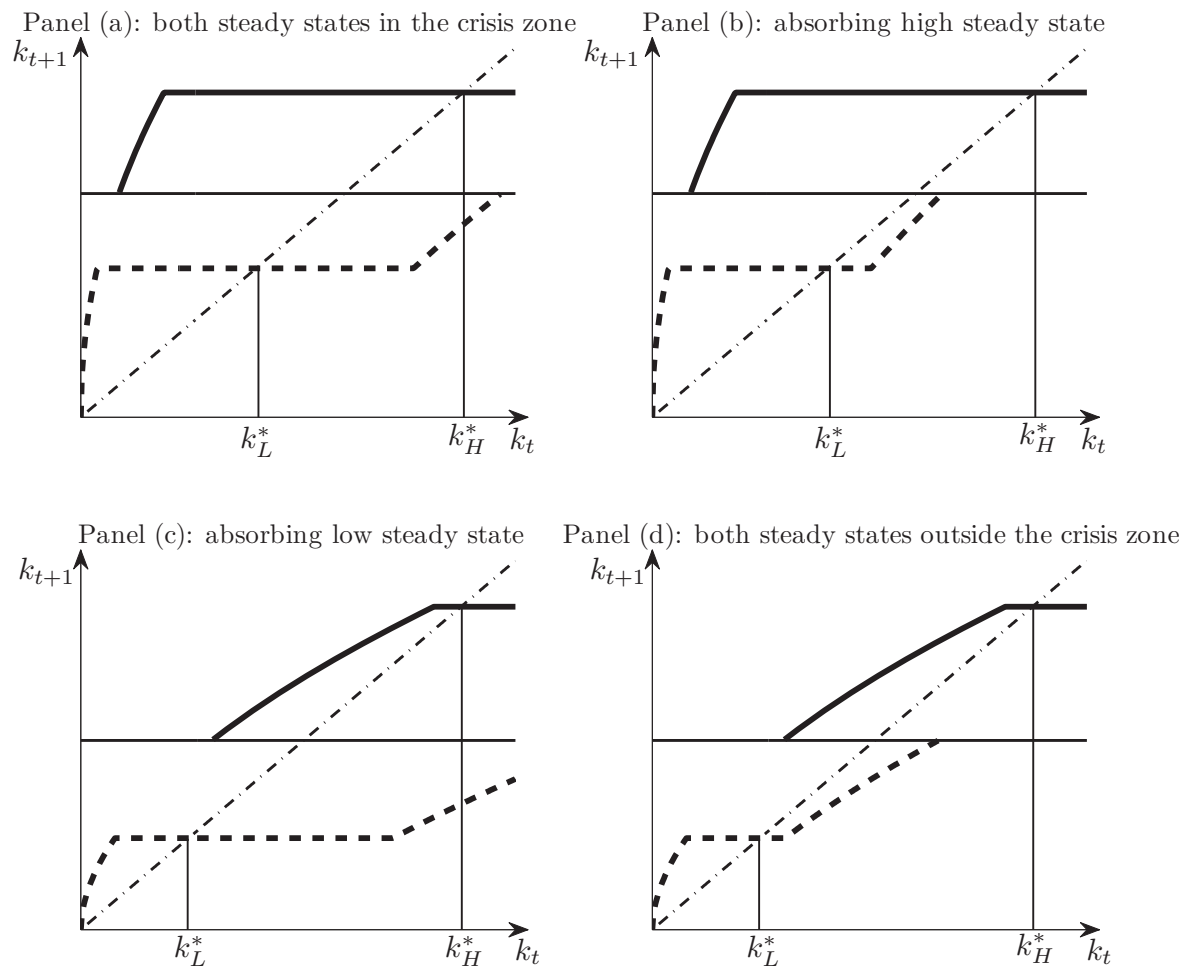 Panel (a): both steady states in the crisis zone
k_{t+1}
k_L^*
k_H^*
k_t
Panel (b): absorbing high steady state
k_{t+1}
k_L^*
k_H^*
k_t
Panel (c): absorbing low steady state
k_{t+1}
k_L^*
k_H^*
k_t
Panel (d): both steady states outside the crisis zone
k_{t+1}
k_L^*
k_H^*
k_t